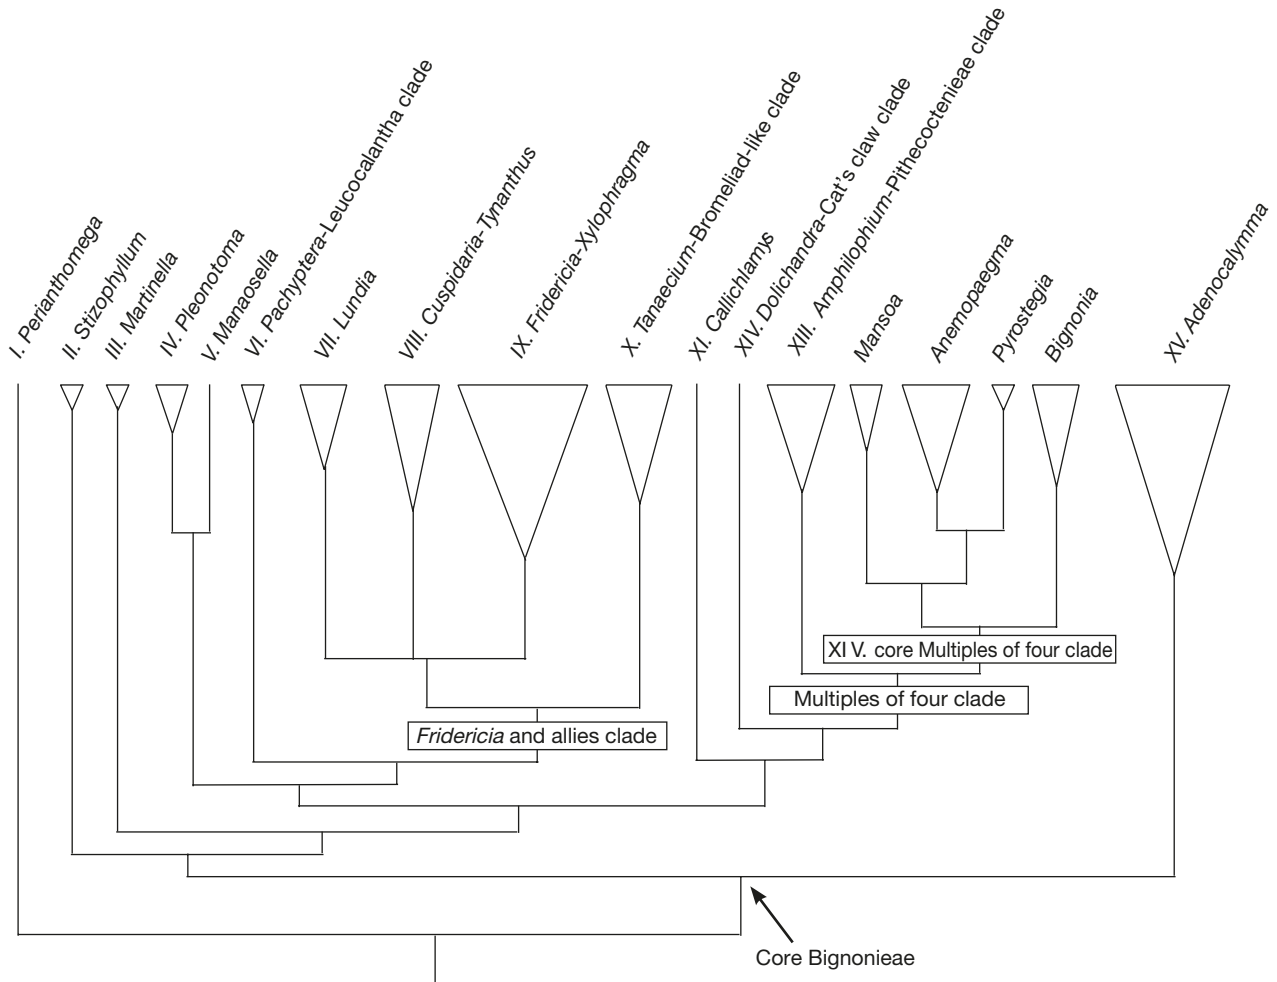 I. Perianthomega
II. Stizophyllum
III. Martinella
IV. Pleonotoma
V. Manaosella
VI. Pachyptera-Leucocalantha clade
VII. Lundia
VIII. Cuspidaria-Tynanthus
IX. Fridericia-Xylophragma
X. Tanaecium-Bromeliad-like clade
XI. Callichlamys
XIV. Dolichandra-Cat's claw clade
XIII. Amphilophium-Pithecoctenieae clade
Mansoa
Anemopaegma
Pyrostegia
Bignonia
XV. Adenocalymma
XI V. core Multiples of four clade
Multiples of four clade
Fridericia and allies clade
Core Bignonieae